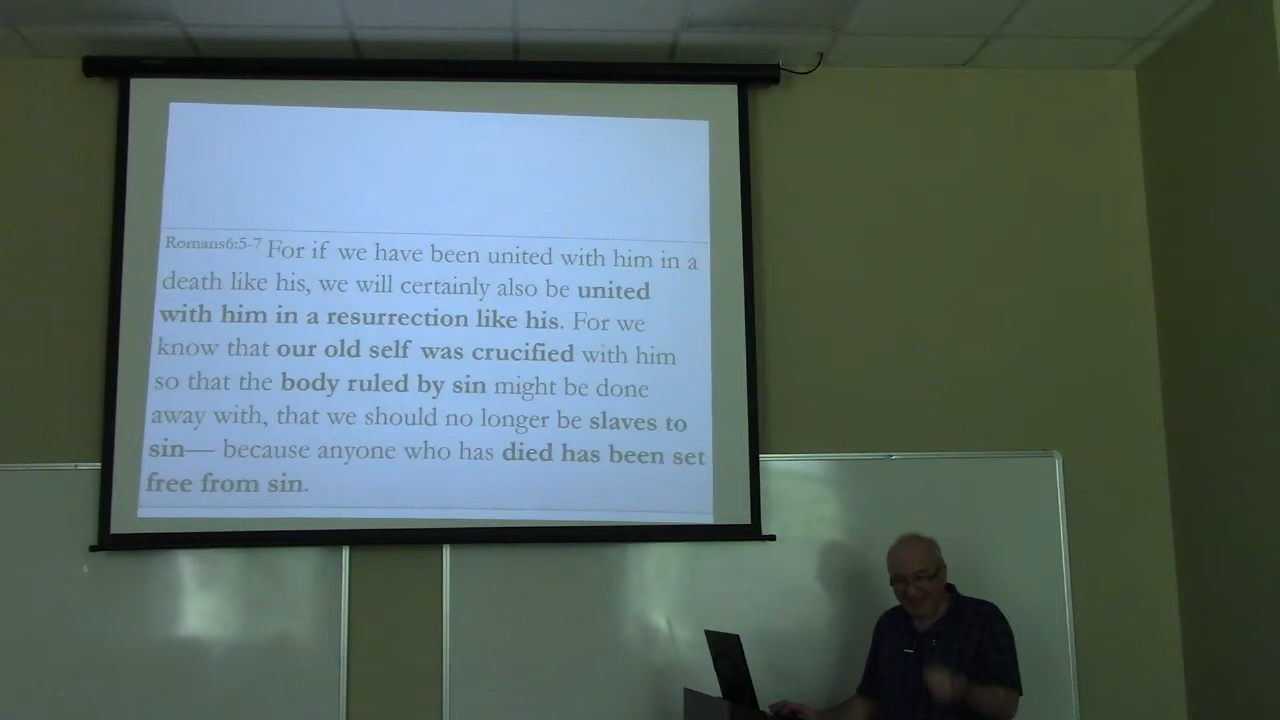 Romans6:5-7 For if we have been united with him in a
death like his, we will certainly also be united
with him in a resurrection like his. For we
know that our old self was crucified with him
so that the body ruled by sin might be done
away with, that we should no longer be slaves to
sin— because anyone who has died has been set
free from sin.